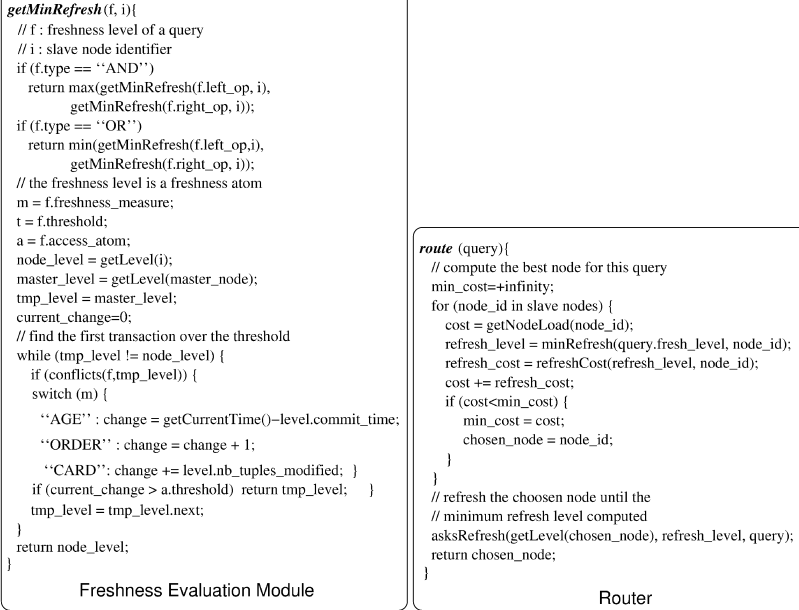 getMinRefresh(f, i){
// f : freshness level of a query
// i : slave node identifier
if (f.type == ‘‘AND’’)
return max(getMinRefresh(f.left_op, i),
getMinRefresh(f.right_op, i));
if (f.type == ‘‘OR’’)
return min(getMinRefresh(f.left_op,i),
getMinRefresh(f.right_op, i));
// the freshness level is a freshness atom
m = f.freshness_measure;
t = f.threshold;
a = f.access_atom;
node_level = getLevel(i);
master_level = getLevel(master_node);
tmp_level = master_level;
current_change=0;
// find the first transaction over the threshold
while (tmp_level != node_level) {
if (conflicts(f,tmp_level)) {
switch (m) {
‘‘AGE’’ : change = getCurrentTime()−level.commit_time;
‘‘ORDER’’ : change = change + 1;
‘‘CARD’’: change += level.nb_tuples_modified; }
if (current_change > a.threshold) return tmp_level; }
tmp_level = tmp_level.next;
}
return node_level;
}
Freshness Evaluation Module
route (query){
// compute the best node for this query
min_cost=+infinity;
for (node_id in slave nodes) {
cost = getNodeLoad(node_id);
refresh_level = minRefresh(query.fresh_level, node_id);
refresh_cost = refreshCost(refresh_level, node_id);
cost += refresh_cost;
if (cost<min_cost) {
min_cost = cost;
chosen_node = node_id;
}
}
// refresh the choosen node until the
// minimum refresh level computed
asksRefresh(getLevel(chosen_node), refresh_level, query);
return chosen_node;
}
Router